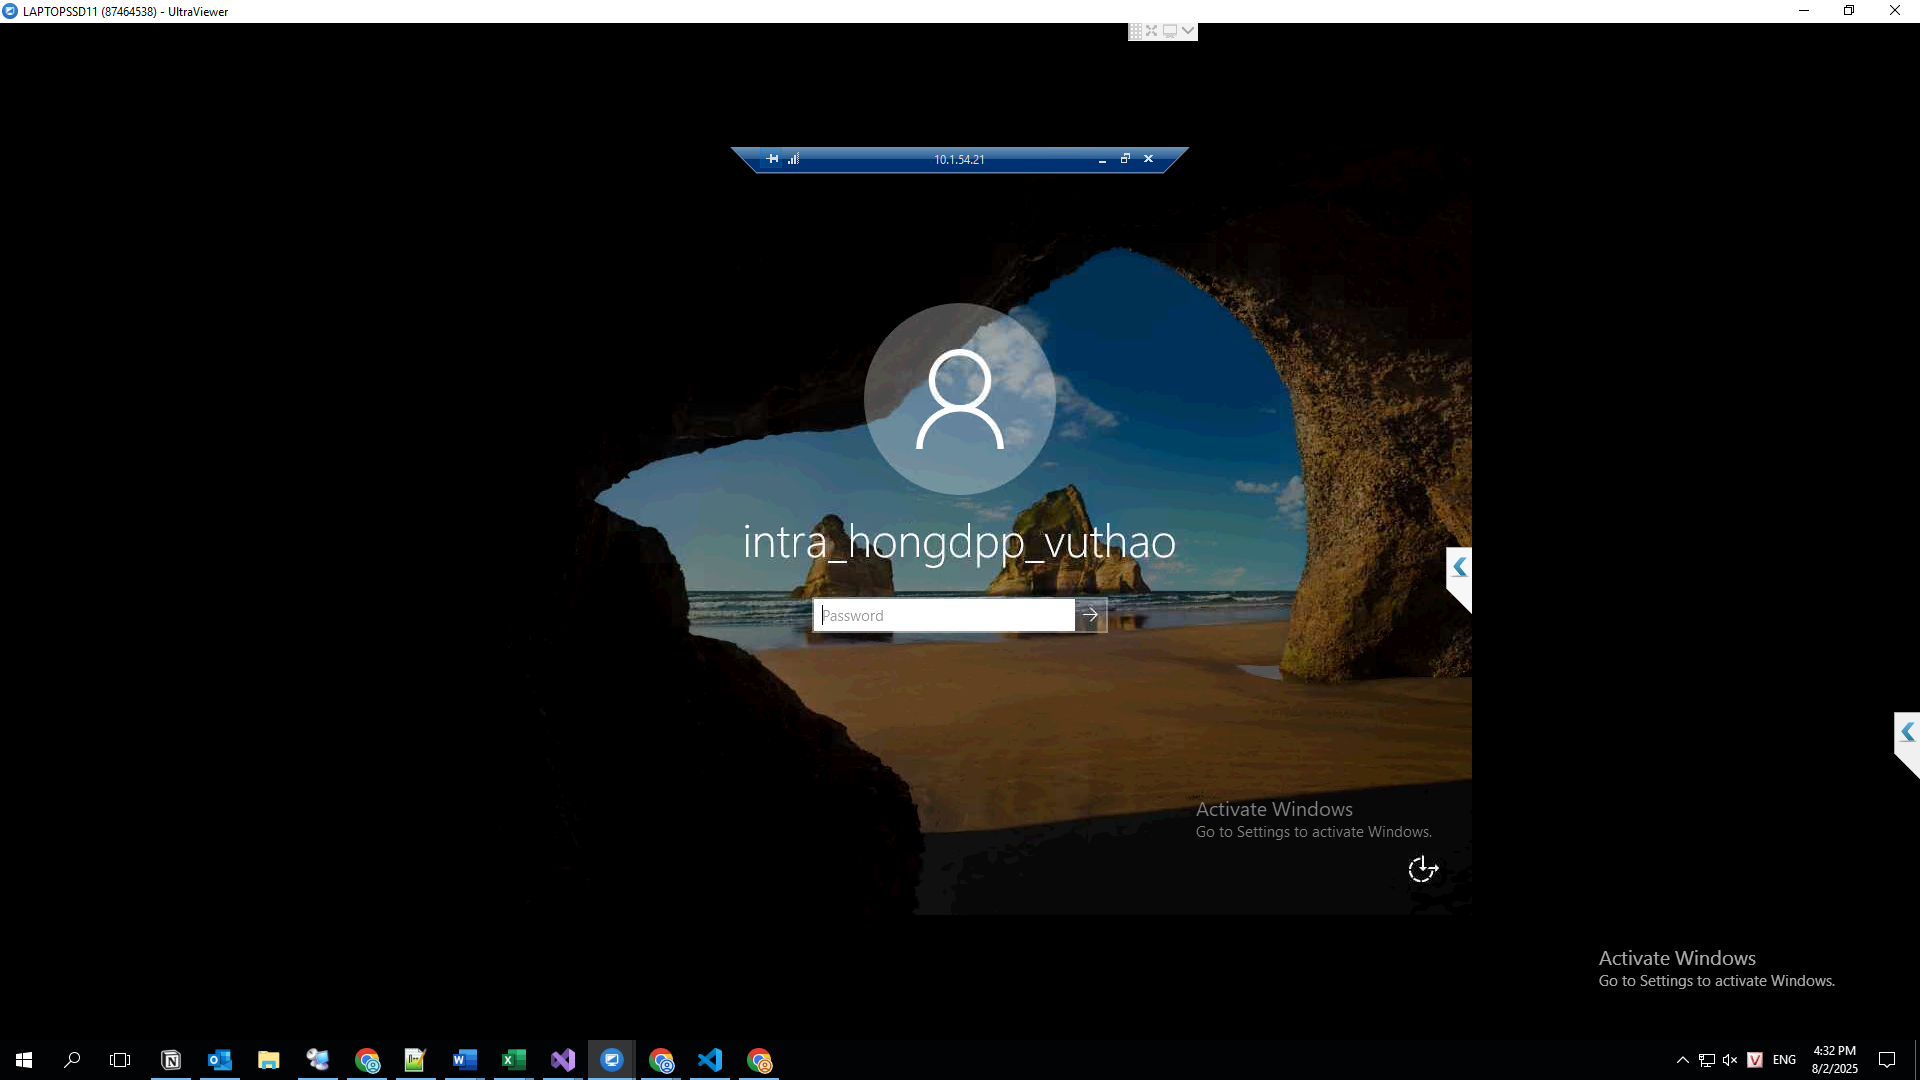 LAPTOPSSD11 (87464538) - UltraViewer
10.1.54.21
intra_hongdpp_vuthao
Password
Activate Windows
Go to Settings to activate Windows.
Activate Windows
Go to Settings to activate Windows.
ENG
4:32 PM
8/2/2025